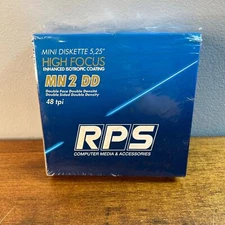 MINI DISKETTE 5,25"
HIGH FOCUS
ENHANCED ISOTROPIC COATING
MN 2 DD
Double Face Double Densité
Double Sided Double Density
48 tpi
RPS
COMPUTER MEDIA & ACCESSORIES